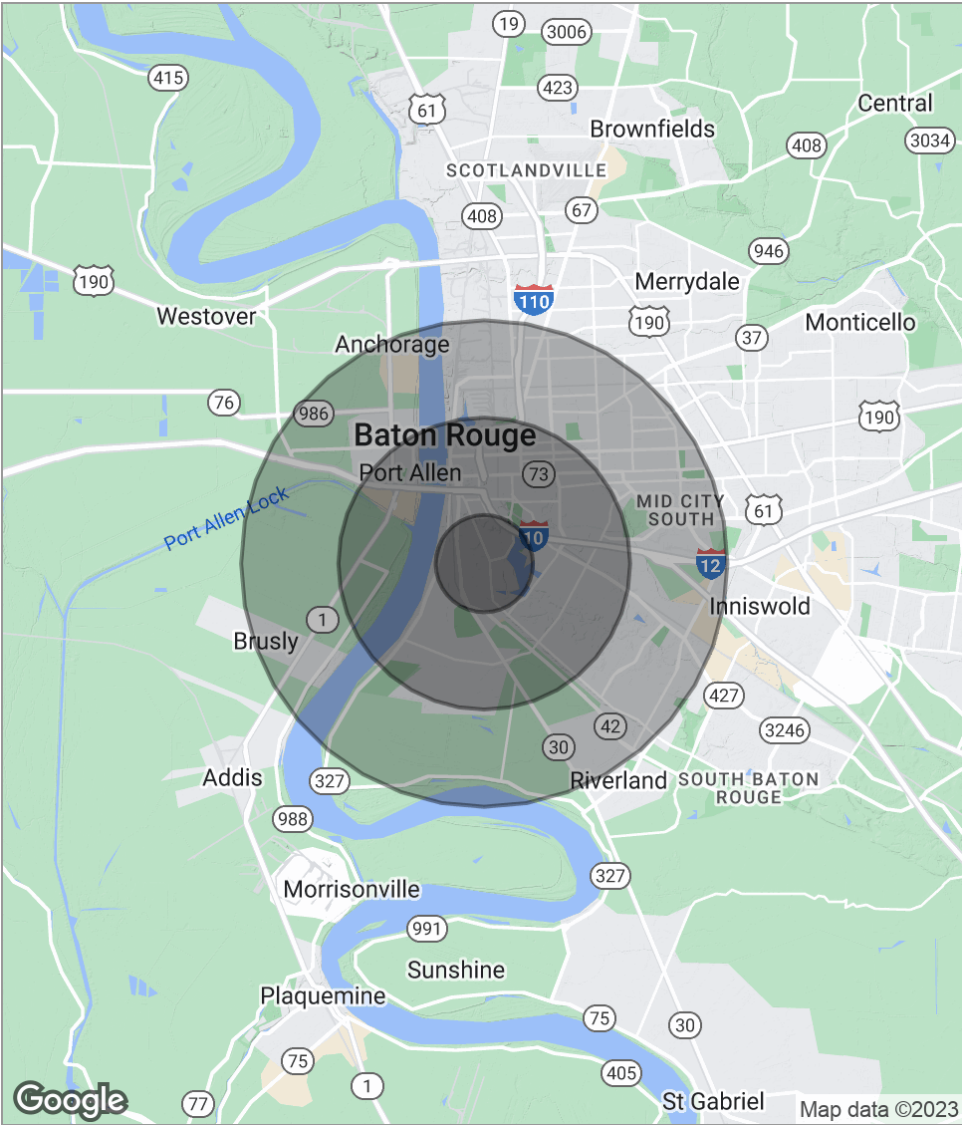 19
3006
415
423
61
Central
Brownfields
408
3034
SCOTLANDVILLE
408
67
946
190
Merrydale
110
Westover
190
Monticello
Anchorage
37
76
986
190
Baton Rouge
Port Allen
73
MID CITY
SOUTH
61
Port Allen Lock
10
12
Inniswold
1
Brusly
427
42
3246
30
Addis
327
Riverland
SOUTH BATON
ROUGE
988
327
Morrisonville
991
Sunshine
Plaquemine
75
30
75
405
1
77
St Gabriel
Google
Map data ©2023